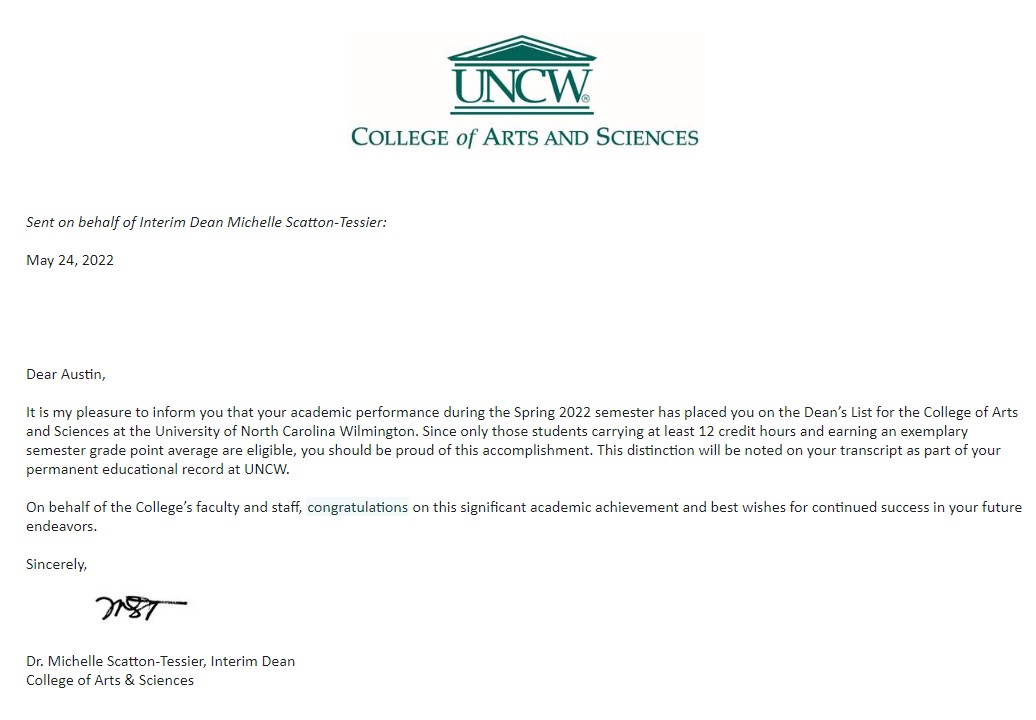 UNCW®
COLLEGE of ARTS AND SCIENCES
Sent on behalf of Interim Dean Michelle Scatton-Tessier:
May 24, 2022
Dear Austin,
It is my pleasure to inform you that your academic performance during the Spring 2022 semester has placed you on the Dean’s List for the College of Arts
and Sciences at the University of North Carolina Wilmington. Since only those students carrying at least 12 credit hours and earning an exemplary
semester grade point average are eligible, you should be proud of this accomplishment. This distinction will be noted on your transcript as part of your
permanent educational record at UNCW.
On behalf of the College’s faculty and staff, congratulations on this significant academic achievement and best wishes for continued success in your future
endeavors.
Sincerely,
MST
Dr. Michelle Scatton-Tessier, Interim Dean
College of Arts & Sciences